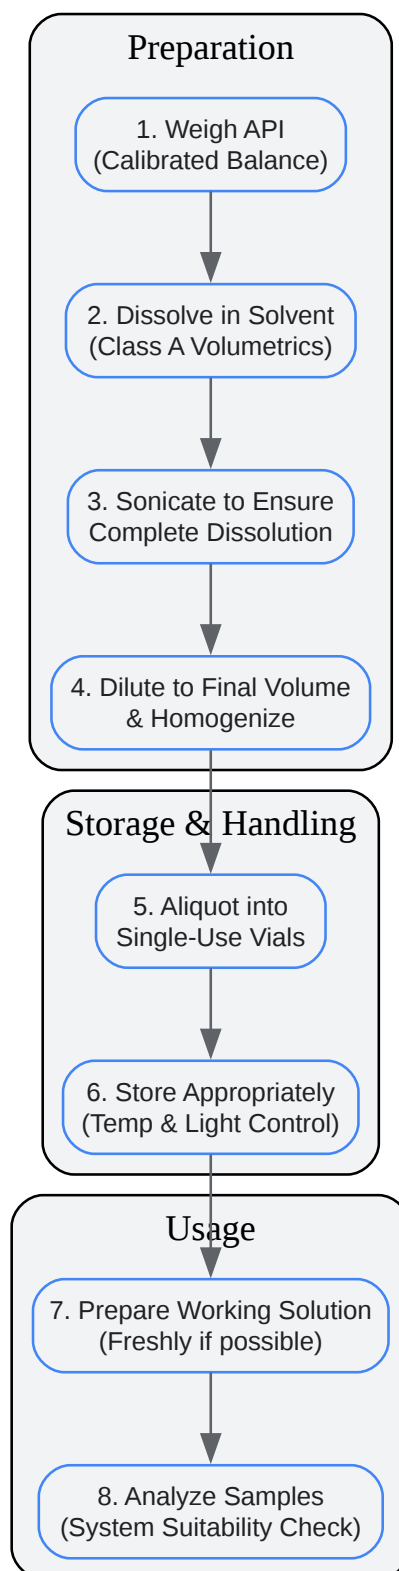 Preparation
1. Weigh API
(Calibrated Balance)
2. Dissolve in Solvent
(Class A Volumetrics)
3. Sonicate to Ensure
Complete Dissolution
4. Dilute to Final Volume
& Homogenize
Storage & Handling
5. Aliquot into
Single-Use Vials
6. Store Appropriately
(Temp & Light Control)
Usage
7. Prepare Working Solution
(Freshly if possible)
8. Analyze Samples
(System Suitability Check)